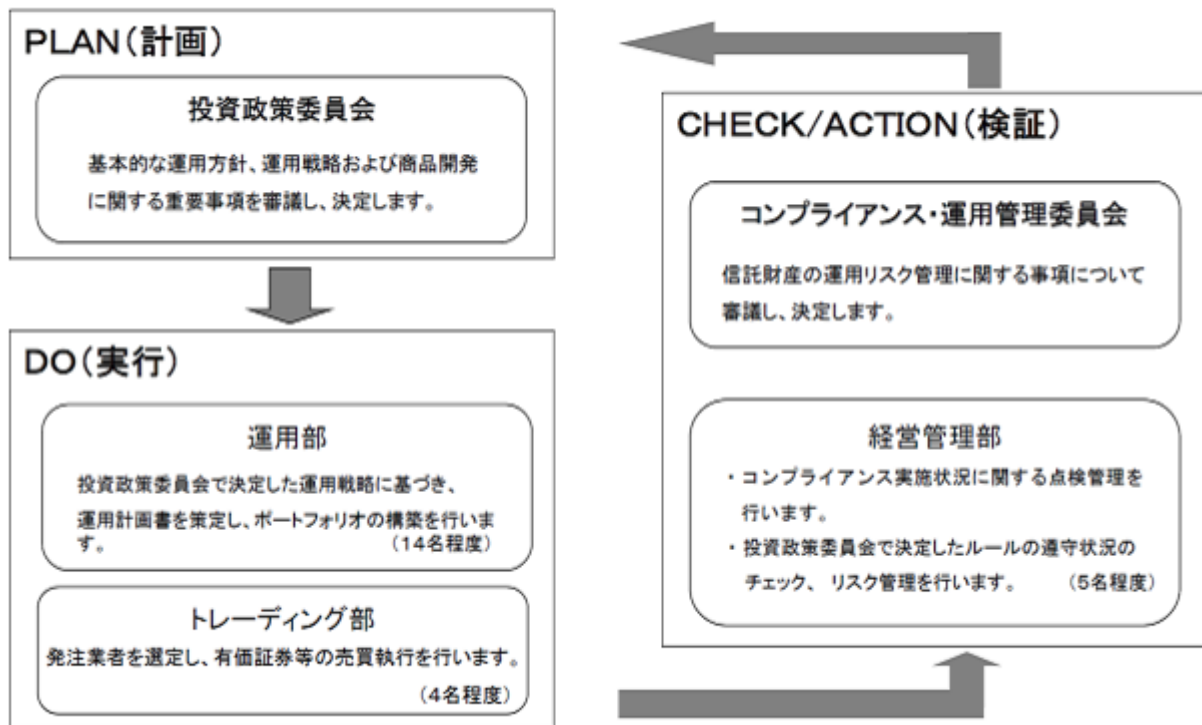 PLAN(計画)
投資政策委員会
基本的な運用方針、運用戦略および商品開発
に関する重要事項を審議し、決定します。
DO(実行)
運用部
投資政策委員会で決定した運用戦略に基づき、
運用計画書を策定し、ポートフォリオの構築を行いま
す。 (14名程度)
トレーディング部
発注業者を選定し、有価証券等の売買執行を行います。
(4名程度)
CHECK/ACTION(検証)
コンプライアンス・運用管理委員会
信託財産の運用リスク管理に関する事項について
審議し、決定します。
経営管理部
・コンプライアンス実施状況に関する点検管理を
行います。
・投資政策委員会で決定したルールの遵守状況の
チェック、リスク管理を行います。 (5名程度)